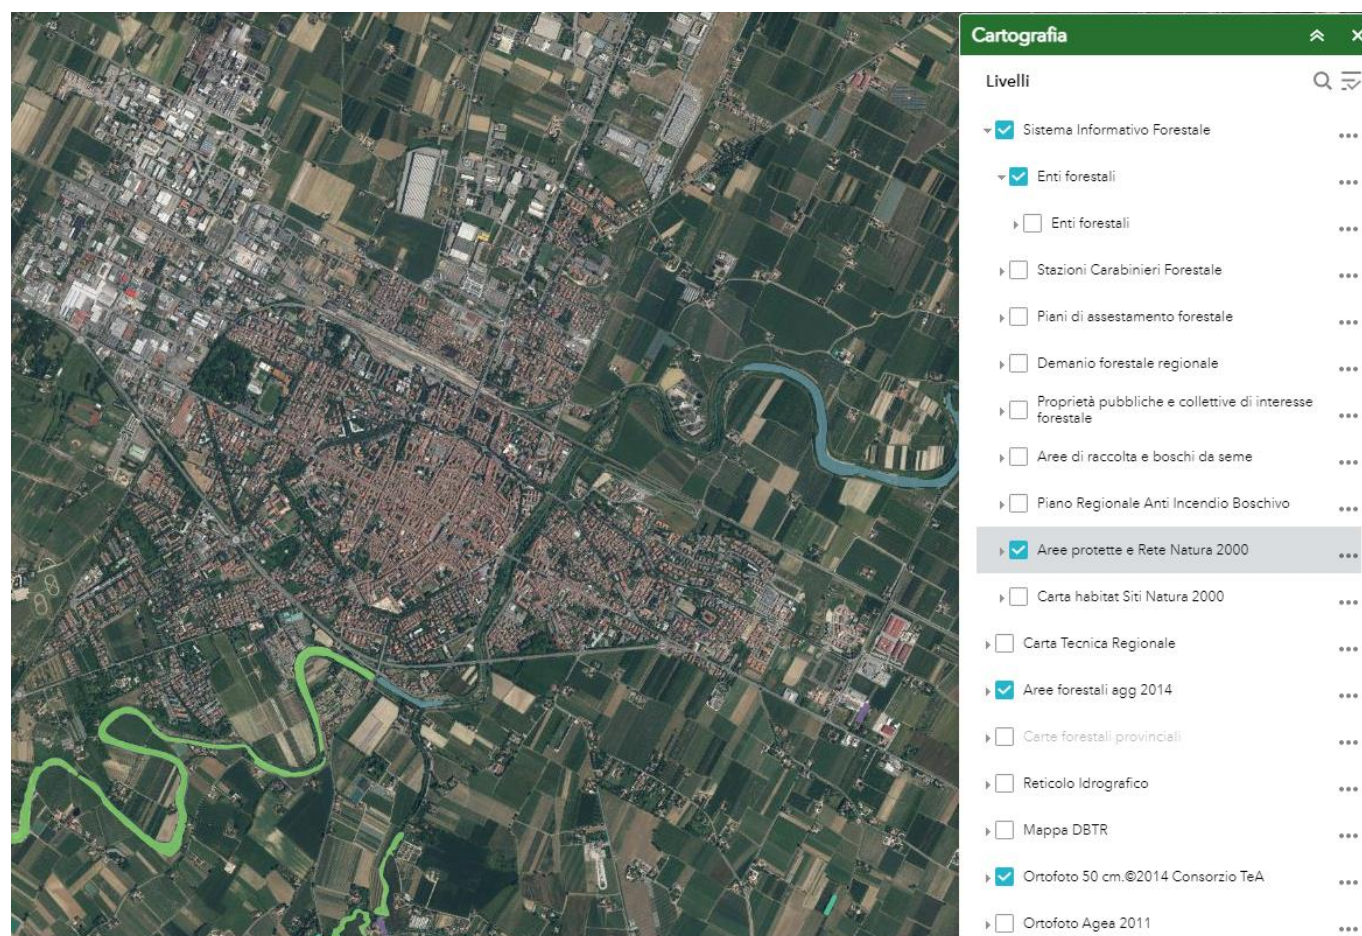 Cartografia
Livelli
Sistema Informativo Forestale
Enti forestali
Enti forestali
Stazioni Carabinieri Forestale
Piani di assestamento forestale
Demanio forestale regionale
Proprietà pubbliche e collettive di interesse
forestale
Aree di raccolta e boschi da seme
Piano Regionale Anti Incendio Boschivo
Aree protette e Rete Natura 2000
Carta habitat Siti Natura 2000
Carta Tecnica Regionale
Aree forestali agg 2014
Carte forestali provinciali
Reticolo Idrografico
Mappa DBTR
Ortofoto 50 cm.©2014 Consorzio TeA
Ortofoto Agea 2011